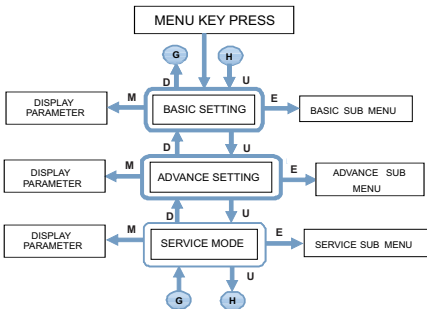 MENU KEY PRESS
G
H
D
U
M
E
DISPLAY
PARAMETER
BASIC SETTING
BASIC SUB MENU
D
U
M
E
DISPLAY
PARAMETER
ADVANCE SETTING
ADVANCE SUB
MENU
D
U
M
E
DISPLAY
PARAMETER
SERVICE MODE
SERVICE SUB MENU
U
G
H